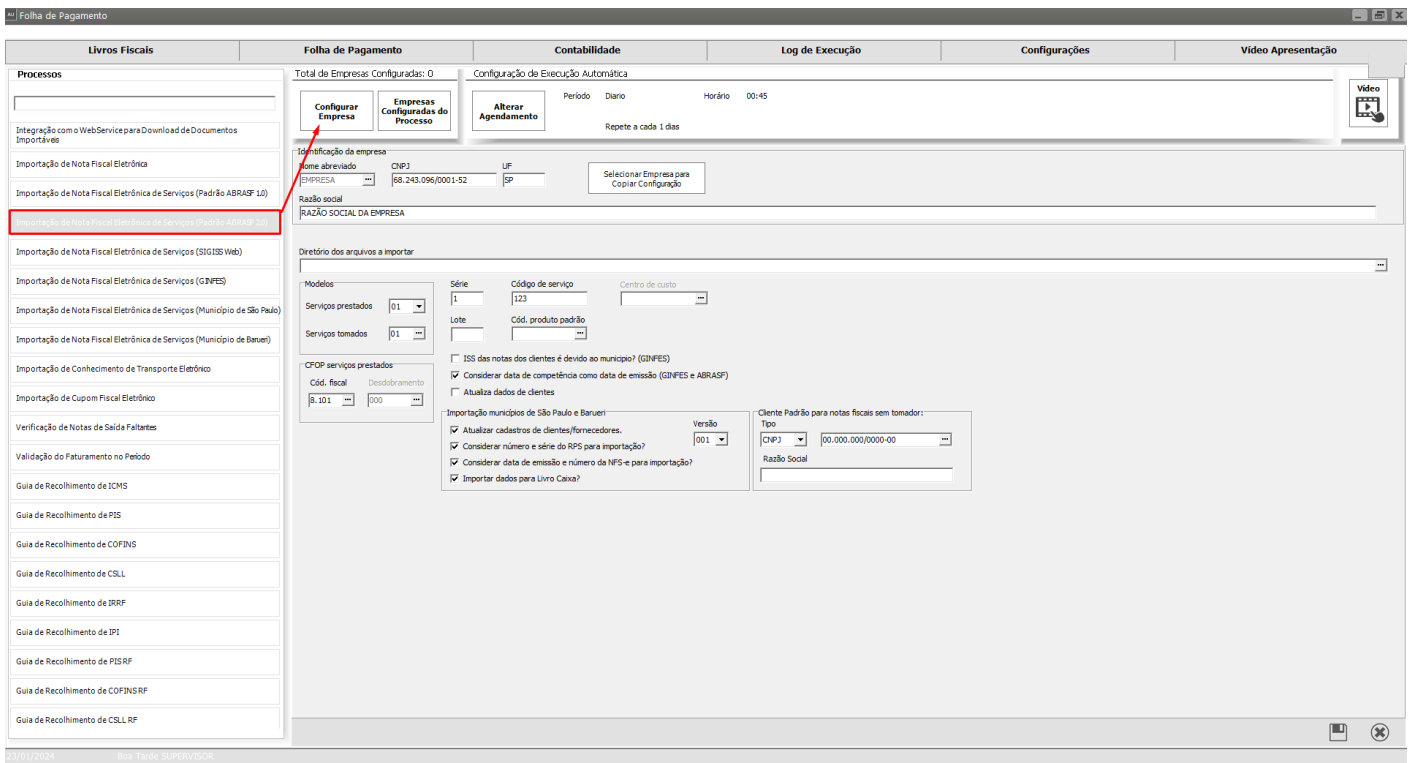 AU Folha de Pagamento
Livros Fiscais
Folha de Pagamento
Contabilidade
Log de Execução
Configurações
Vídeo Apresentação
Processos
Integração com o WebService para Download de Documentos
Importáveis
Importação de Nota Fiscal Eletrônica
Importação de Nota Fiscal Eletrônica de Serviços (Padrão ABRASF 1.0)
Importação de Nota Fiscal Eletrônica de Serviços (Padrão ABRASF 2.0)
Importação de Nota Fiscal Eletrônica de Serviços (SIGISS Web)
Importação de Nota Fiscal Eletrônica de Serviços (GINFES)
Importação de Nota Fiscal Eletrônica de Serviços (Município de São Paulo)
Importação de Nota Fiscal Eletrônica de Serviços (Município de Barueri)
Importação de Conhecimento de Transporte Eletrônico
Importação de Cupom Fiscal Eletrônico
Verificação de Notas de Saída Faltantes
Validação do Faturamento no Período
Guia de Recolhimento de ICMS
Guia de Recolhimento de PIS
Guia de Recolhimento de COFINS
Guia de Recolhimento de CSLL
Guia de Recolhimento de IRRF
Guia de Recolhimento de IPI
Guia de Recolhimento de PIS RF
Guia de Recolhimento de COFINS RF
Guia de Recolhimento de CSLL RF
Total de Empresas Configuradas: 0
Configurar
Empresa
Empresas
Configuradas do
Processo
Configuração de Execução Automática
Alterar
Agendamento
Período Diario Horário 00:45
Repete a cada 1 dias
Vídeo
Identificação da empresa
Nome abreviado CNPJ UF
EMPRESA ... 68.243.096/0001-52 SP
Selecionar Empresa para
Copiar Configuração
Razão social
RAZÃO SOCIAL DA EMPRESA
Diretório dos arquivos a importar
...
Modelos
Serviços prestados 01
Serviços tomados 01 ...
Série Código de serviço Centro de custo
1 123 ...
Lote Cód. produto padrão
...
CFOP serviços prestados
Cód. fiscal Desdobramento
8.101 ... 000 ...
ISS das notas dos clientes é devido ao municipio? (GINFES)
Considerar data de competência como data de emissão (GINFES e ABRASF)
Atualiza dados de clientes
Importação municípios de São Paulo e Barueri
Versão
001
Atualizar cadastros de clientes/fornecedores.
Considerar número e série do RPS para importação?
Considerar data de emissão e número da NFS-e para importação?
Importar dados para Livro Caixa?
Cliente Padrão para notas fiscais sem tomador:
Tipo
CNPJ 00.000.000/0000-00 ...
Razão Social
23/01/2024 Boa Tarde SUPERVISOR